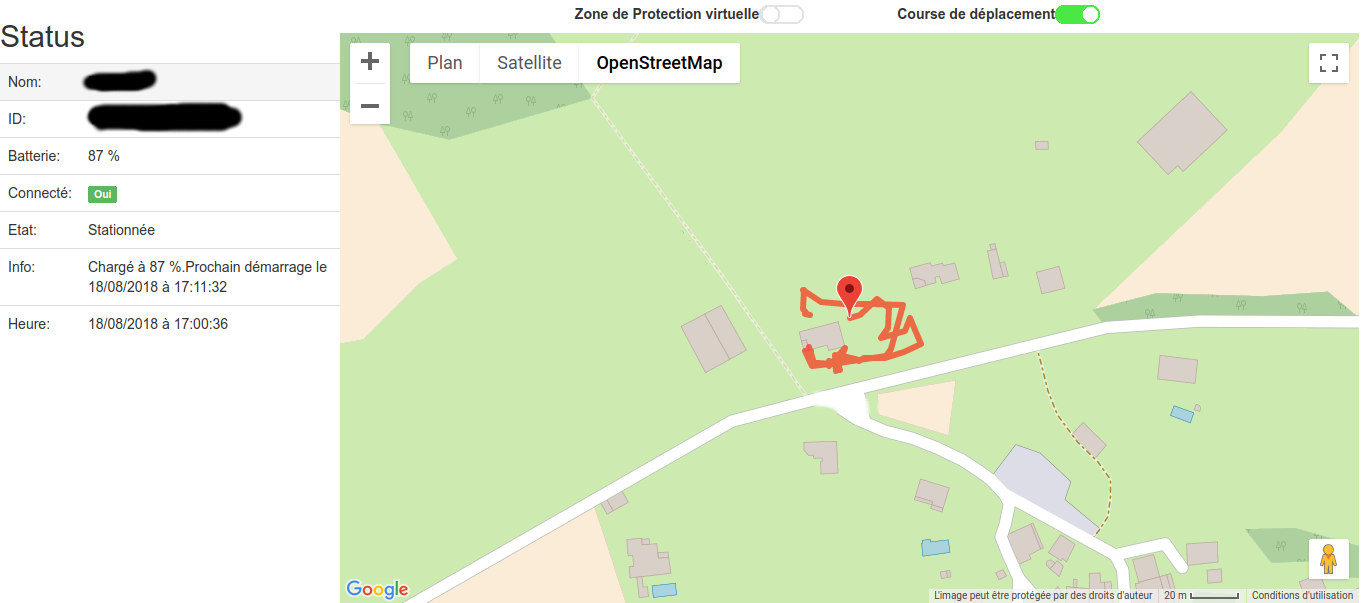 Zone de Protection virtuelle
Course de déplacement
Status
Nom:
ID:
Batterie: 87 %
Connecté: Oui
Etat: Stationnée
Info: Chargé à 87 %.Prochain démarrage le
18/08/2018 à 17:11:32
Heure: 18/08/2018 à 17:00:36
+
−
Plan
Satellite
OpenStreetMap
Google
L'image peut être protégée par des droits d'auteur
20 m
Conditions d'utilisation